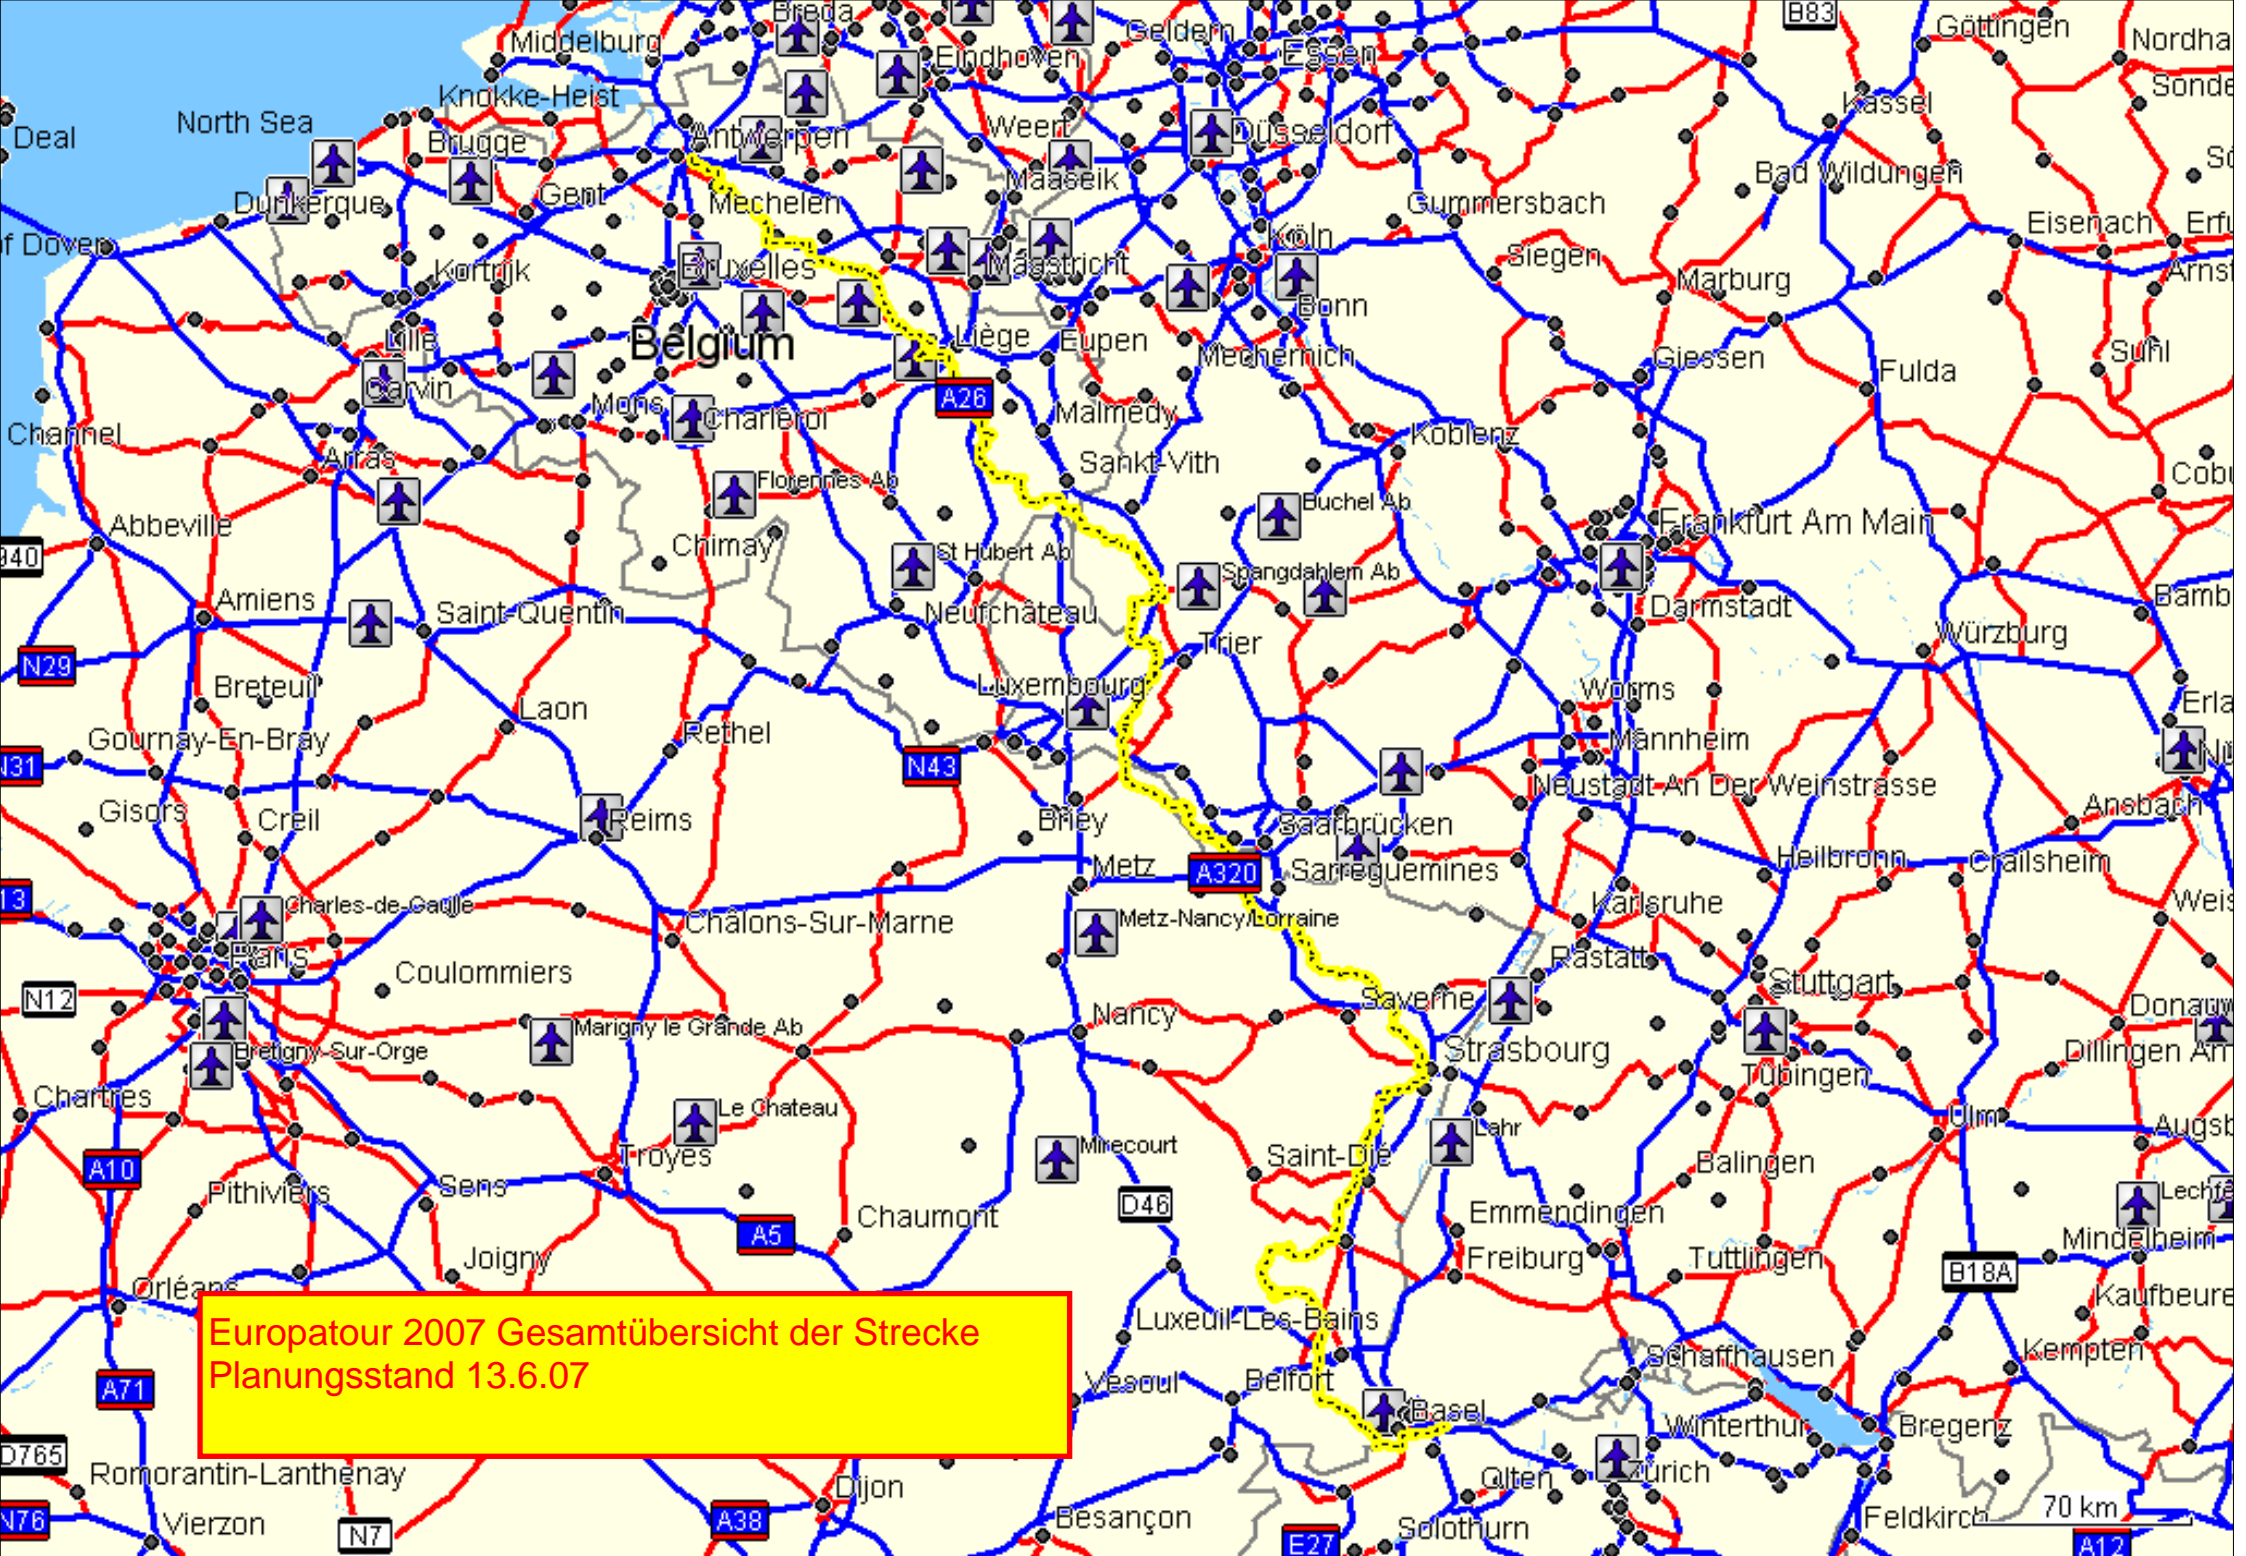 Breda
B83
Göttingen
Middelburg
Geldern
Nordha
Essen
Eindhoven
Knokke-Heist
Sonde
Kassel
North Sea
Deal
Brugge
Antwerpen
Weert
Düsseldorf
Bad Wildungen
Maaseik
Dunkerque
Gent
Mechelen
Gummersbach
Eisenach
Erfu
of Dover
Köln
Siegen
Kortrijk
Bruxelles
Maastricht
Marburg
Arnst
Bonn
Lille
Belgium
Liège
Eupen
Mechernich
Giessen
Suhl
Fulda
Carvin
A26
Mons
Charleroi
Malmedy
Channel
Koblenz
Arras
Sankt-Vith
Florennes Ab
Cobu
Buchel Ab
Abbeville
Frankfurt Am Main
Chimay
St Hubert Ab
940
Spangdahlem Ab
Amiens
Saint-Quentin
Neufchâteau
Darmstadt
Bamb
Würzburg
Trier
N29
Breteuil
Luxembourg
Worms
Laon
Erla
Rethel
Gournay-En-Bray
Mannheim
N31
N43
Neustadt An Der Weinstrasse
Gisors
Creil
Reims
Briey
Saarbrücken
Ansbach
Metz
A320
Sarreguemines
Heilbronn
Crailsheim
13
Charles-de-Gaulle
Karlsruhe
Weis
Châlons-Sur-Marne
Metz-Nancy/Lorraine
Paris
Rastatt
Coulommiers
Stuttgart
N12
Saverne
Donauw
Marigny le Grande Ab
Nancy
Bretigny-Sur-Orge
Strasbourg
Dillingen An
Tübingen
Chartres
Le Chateau
Ulm
Lahr
Augsb
Mirecourt
Troyes
Saint-Dié
A10
Balingen
Pithiviers
Sens
D46
Lechfe
Chaumont
A5
Emmendingen
Mindelheim
Joigny
Freiburg
Tuttlingen
B18A
Orléans
Kaufbeure
Luxeuil-Les-Bains
Europatour 2007 Gesamtübersicht der Strecke
Planungsstand 13.6.07
Schaffhausen
Kempten
A71
Vesoul
Belfort
Basel
Winterthur
Bregenz
D765
Romorantin-Lanthenay
Olten
Zürich
Dijon
70 km
N76
Vierzon
N7
A38
Besançon
E27
Solothurn
Feldkirch
A12